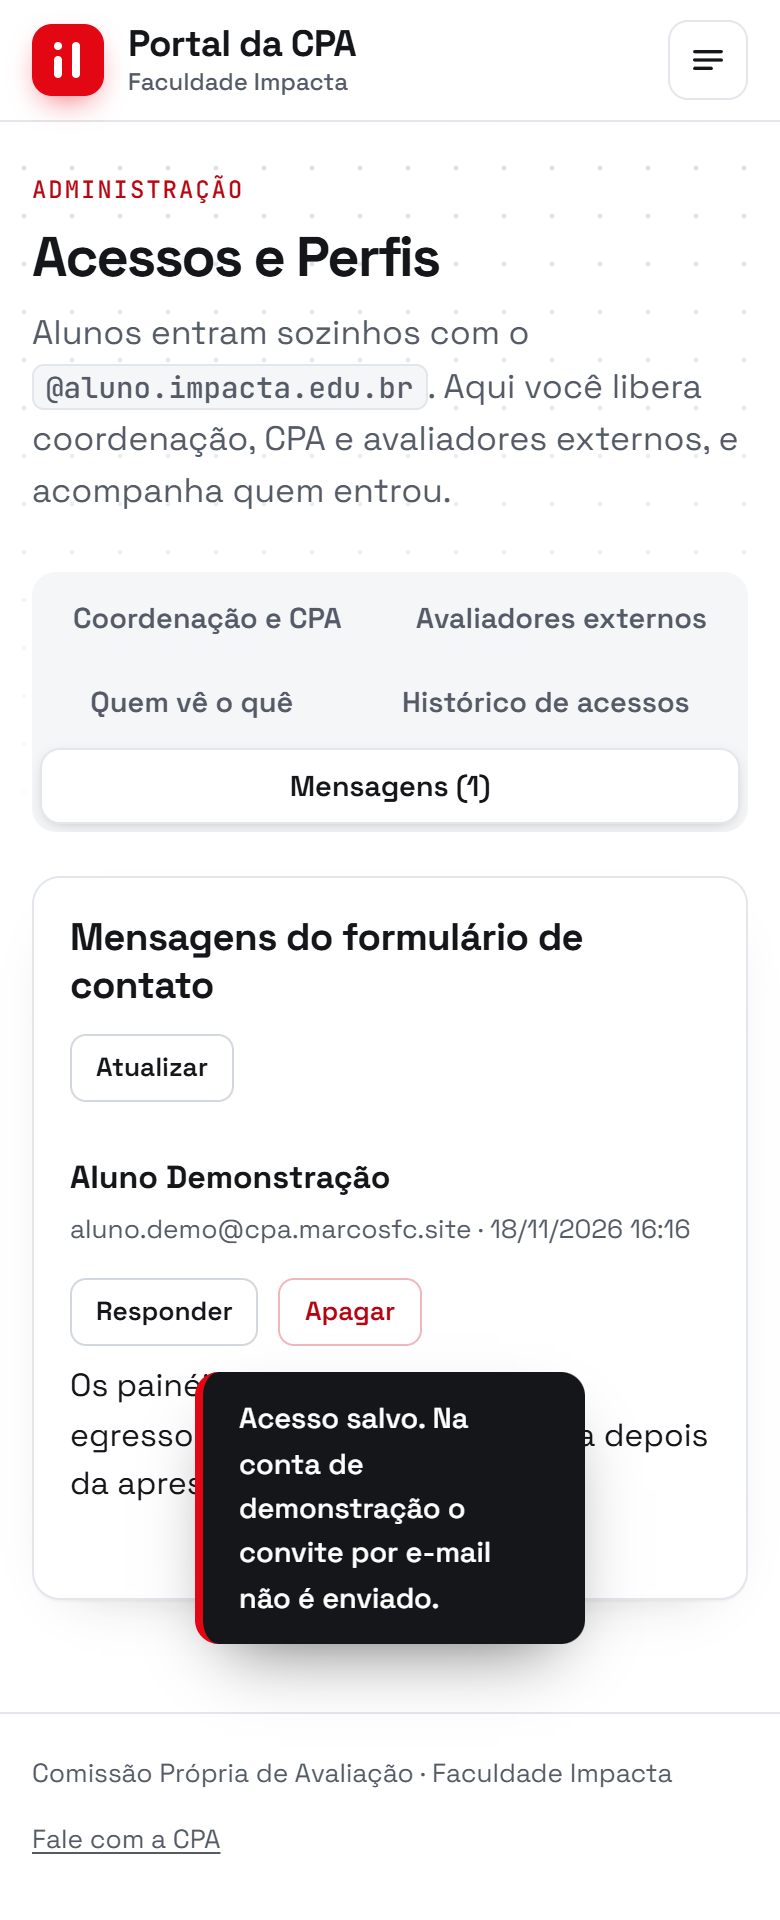 Portal da CPA
Faculdade Impacta
ADMINISTRAÇÃO
Acessos e Perfis
Alunos entram sozinhos com o
@aluno.impacta.edu.br. Aqui você libera
coordenação, CPA e avaliadores externos, e
acompanha quem entrou.
Coordenação e CPA
Avaliadores externos
Quem vê o quê
Histórico de acessos
Mensagens (1)
Mensagens do formulário de
contato
Atualizar
Aluno Demonstração
aluno.demo@cpa.marcosfc.site · 18/11/2026 16:16
Responder
Apagar
Os
egresso depois
da
Acesso salvo. Na
conta de
demonstração o
convite por e-mail
não é enviado.
Comissão Própria de Avaliação · Faculdade Impacta
Fale com a CPA